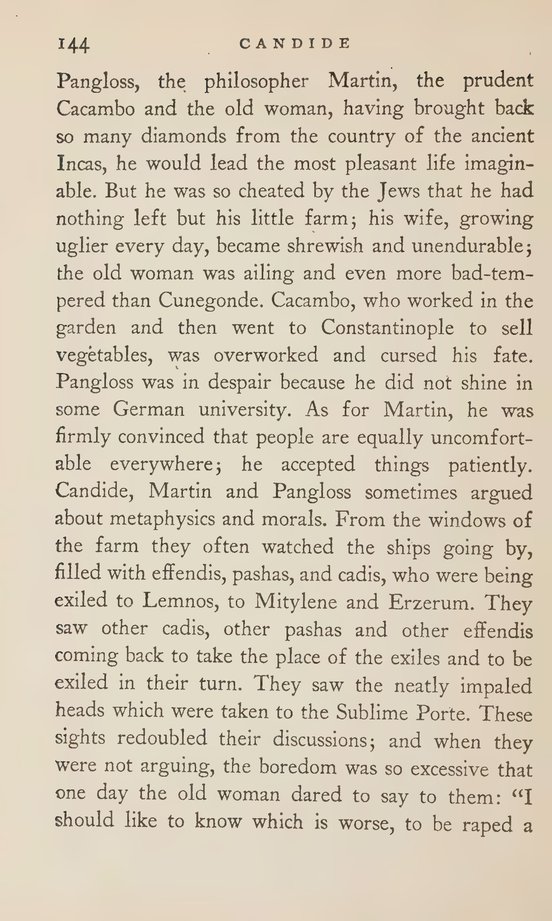 144 CANDIDE
Pangloss, the philosopher Martin, the prudent
Cacambo and the old woman, having brought back
so many diamonds from the country of the ancient
Incas, he would lead the most pleasant life imagin-
able. But he was so cheated by the Jews that he had
nothing left but his little farm; his wife, growing
uglier every day, became shrewish and unendurable;
the old woman was ailing and even more bad-tem-
pered than Cunegonde. Cacambo, who worked in the
garden and then went to Constantinople to sell
vegetables, was overworked and cursed his fate.
Pangloss was in despair because he did not shine in
some German university. As for Martin, he was
firmly convinced that people are equally uncomfort-
able everywhere; he accepted things patiently.
Candide, Martin and Pangloss sometimes argued
about metaphysics and morals. From the windows of
the farm they often watched the ships going by,
filled with effendis, pashas, and cadis, who were being
exiled to Lemnos, to Mitylene and Erzerum. They
saw other cadis, other pashas and other effendis
coming back to take the place of the exiles and to be
exiled in their turn. They saw the neatly impaled
heads which were taken to the Sublime Porte. These
sights redoubled their discussions; and when they
were not arguing, the boredom was so excessive that
one day the old woman dared to say to them: “I
should like to know which is worse, to be raped a